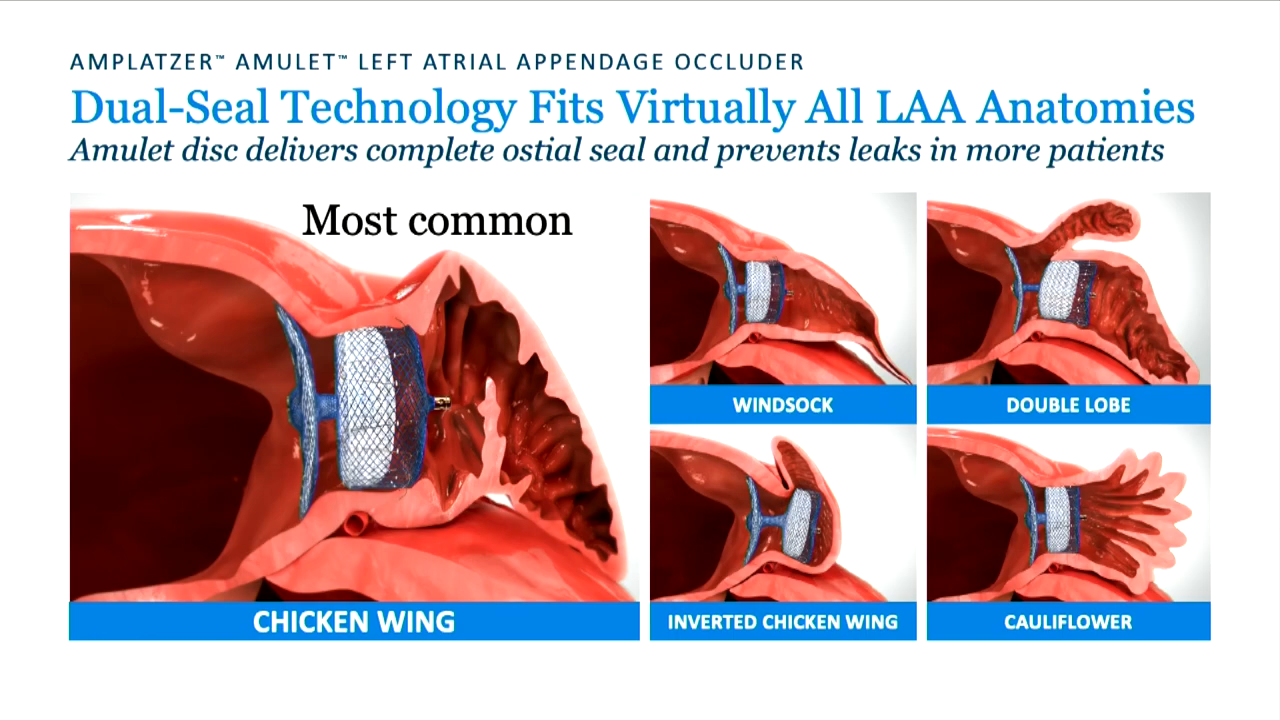 AMPLATZER™ AMULET™ LEFT ATRIAL APPENDAGE OCCLUDER
Dual-Seal Technology Fits Virtually All LAA Anatomies
Amulet disc delivers complete ostial seal and prevents leaks in more patients
Most common
CHICKEN WING
WINDSOCK
DOUBLE LOBE
INVERTED CHICKEN WING
CAULIFLOWER